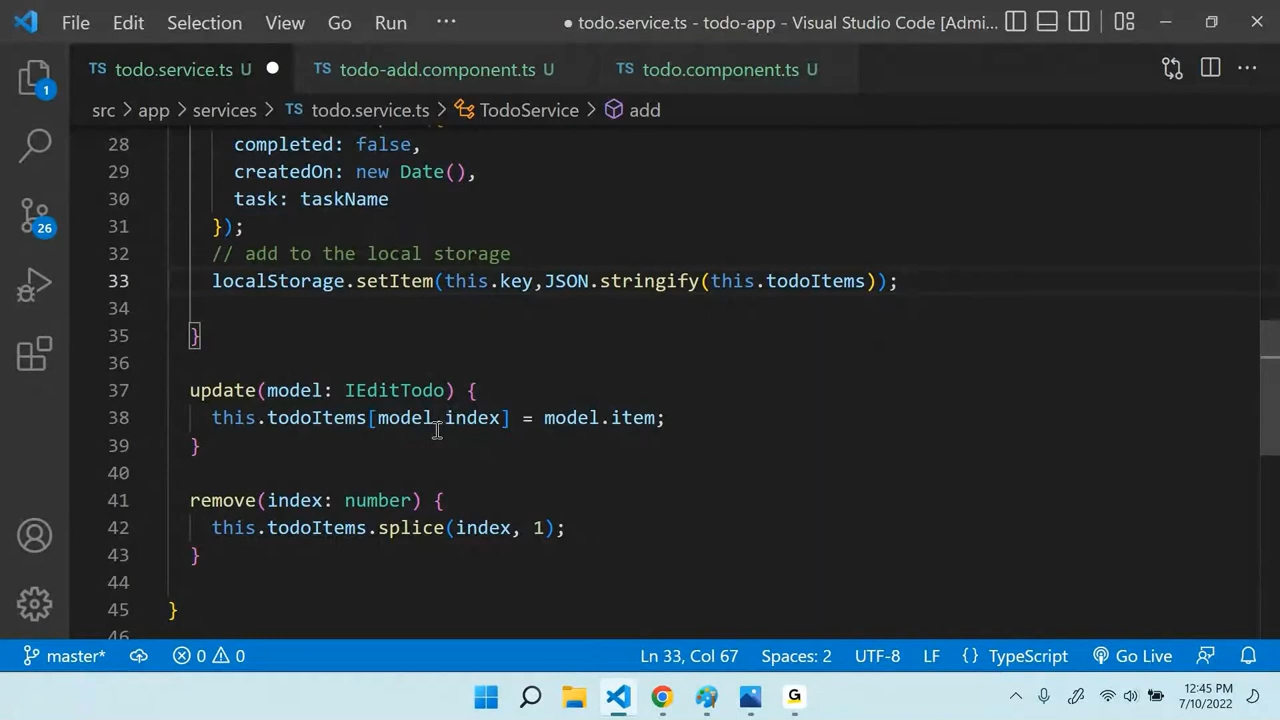 File Edit Selection View Go Run ··· ● todo.service.ts - todo-app - Visual Studio Code [Admi...
TS todo.service.ts U ● TS todo-add.component.ts U TS todo.component.ts U ···
src > app > services > TS todo.service.ts > TodoService > add
28 completed: false,
29 createdOn: new Date(),
30 task: taskName
31 });
32 // add to the local storage
33 localStorage.setItem(this.key,JSON.stringify(this.todoItems));
34
35 }
36
37 update(model: IEditTodo) {
38 this.todoItems[model.index] = model.item;
39 }
40
41 remove(index: number) {
42 this.todoItems.splice(index, 1);
43 }
44
45 }
46
1
26
master* 0 0 Ln 33, Col 67 Spaces: 2 UTF-8 LF {} TypeScript Go Live
G 12:45 PM
7/10/2022